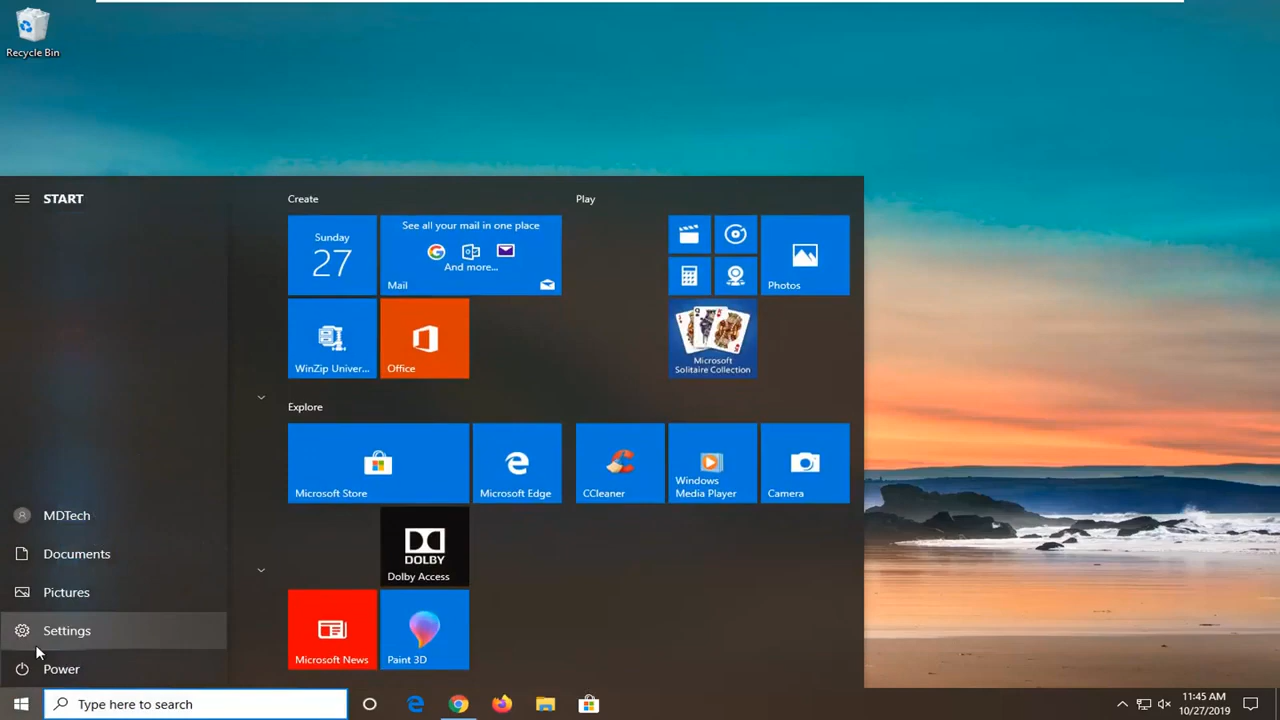 Recycle Bin
START
Create
Play
Sunday
27
See all your mail in one place
And more...
Mail
Photos
WinZip Univer...
Office
Microsoft
Solitaire Collection
Explore
Microsoft Store
Microsoft Edge
CCleaner
Windows
Media Player
Camera
DOLBY
Dolby Access
Microsoft News
Paint 3D
MDTech
Documents
Pictures
Settings
Power
Type here to search
11:45 AM
10/27/2019